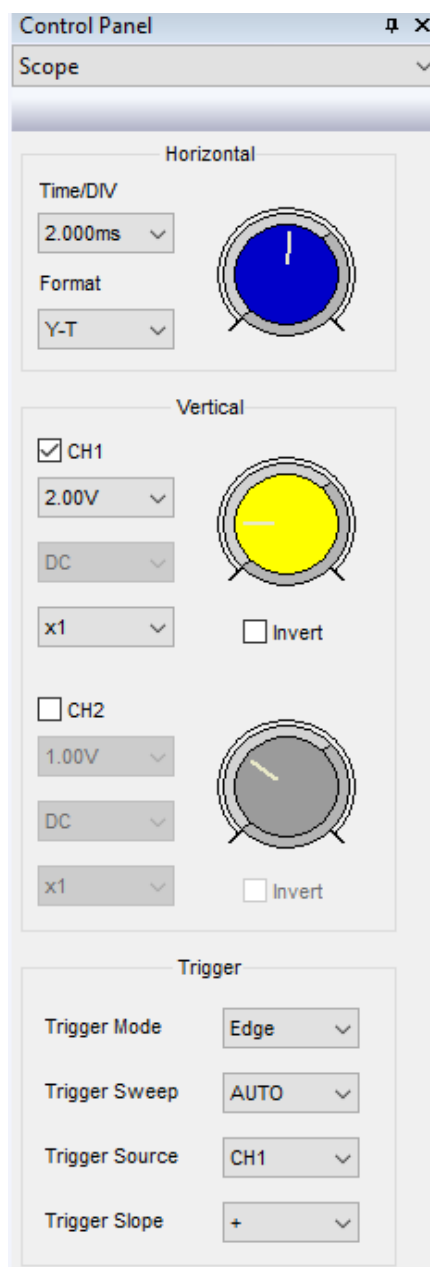 Control Panel
Scope
Horizontal
Time/DIV
2.000ms
Format
Y-T
Vertical
CH1
2.00V
DC
x1
Invert
CH2
1.00V
DC
x1
Invert
Trigger
Trigger Mode Edge
Trigger Sweep AUTO
Trigger Source CH1
Trigger Slope +